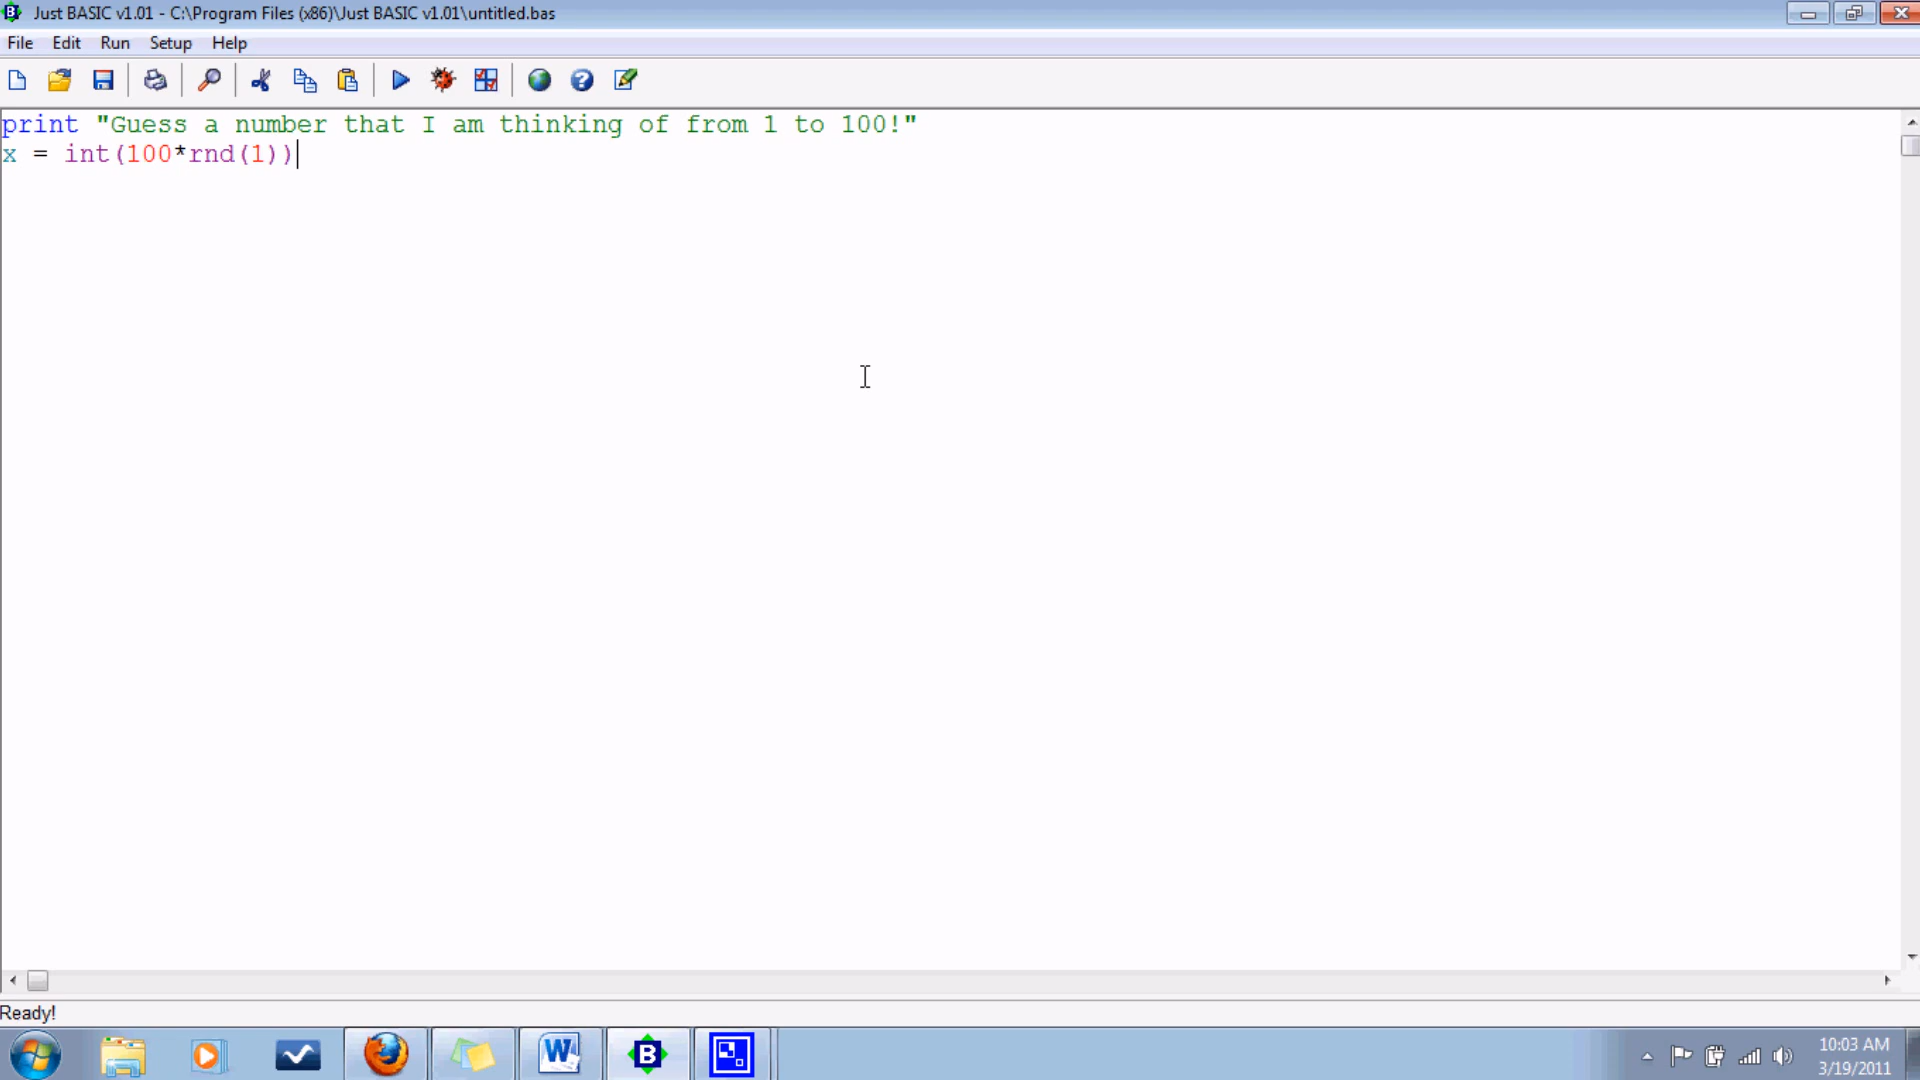 Just BASIC v1.01 - C:\Program Files (x86)\Just BASIC v1.01\untitled.bas
File Edit Run Setup Help
print "Guess a number that I am thinking of from 1 to 100!"
x = int(100*rnd(1))
Ready!
10:03 AM
3/19/2011